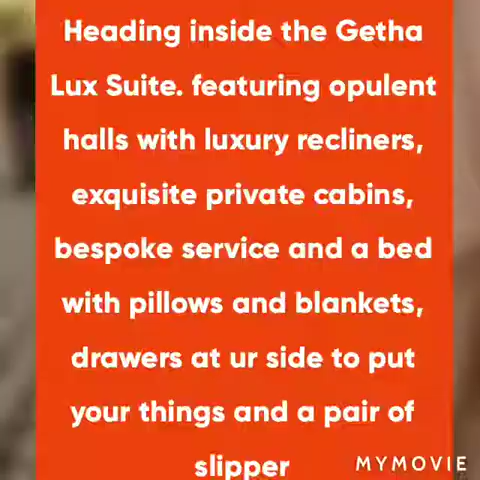 Heading inside the Getha
Lux Suite. featuring opulent
halls with luxury recliners,
exquisite private cabins,
bespoke service and a bed
with pillows and blankets,
drawers at ur side to put
your things and a pair of
slipper
MYMOVIE